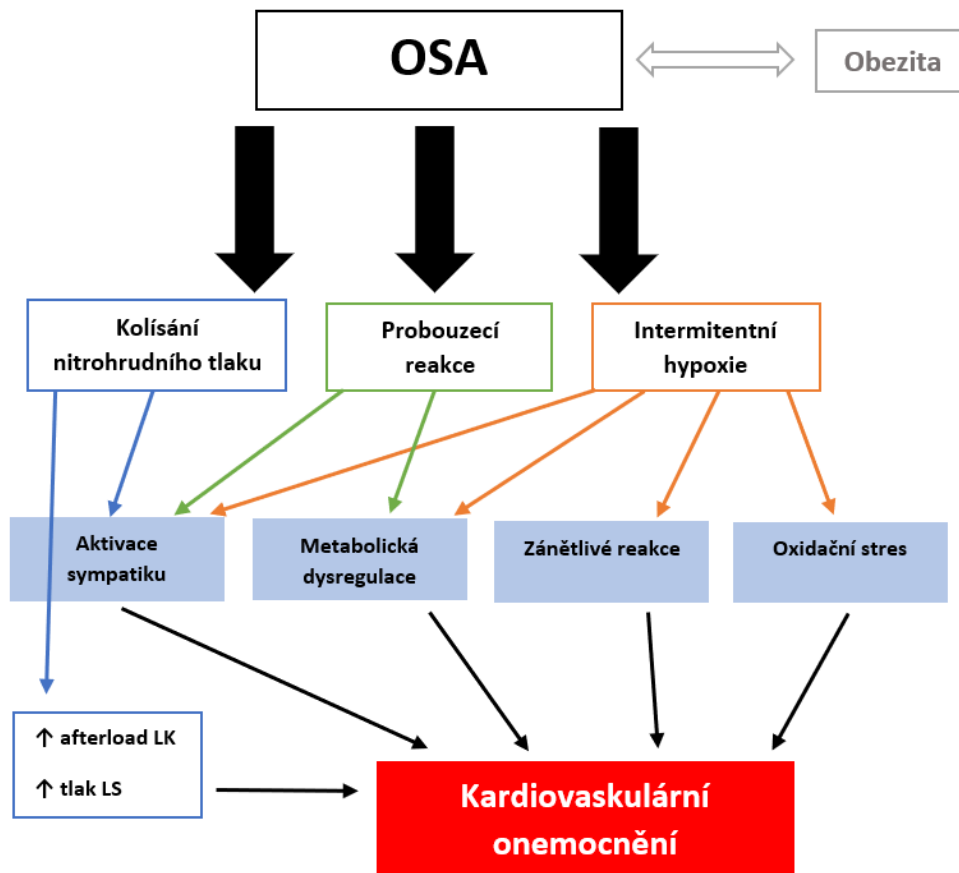 OSA
Obezita
Kolísání
nitrohrudního tlaku
Probouzecí
reakce
Intermitentní
hypoxie
Aktivace
sympatiku
Metabolická
dysregulace
Zánětlivé reakce
Oxidační stres
↑ afterload LK
↑ tlak LS
Kardiovaskulární
onemocnění